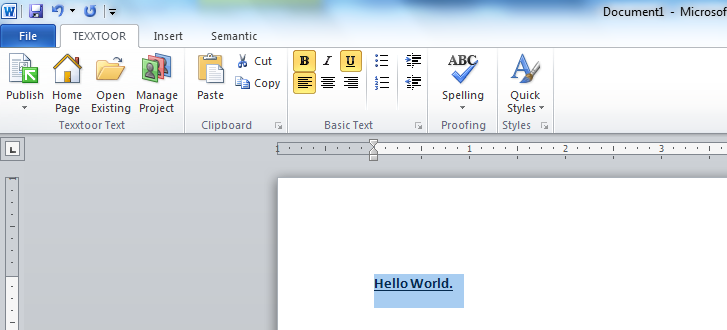 Document1 - Microsof
File TEXXTOOR Insert Semantic
Publish Home Page Open Existing Manage Project Paste Cut Copy B I U ABC Spelling Quick Styles
Texxtoor Text Clipboard Basic Text Proofing Styles
1 1 2 3
Hello World.